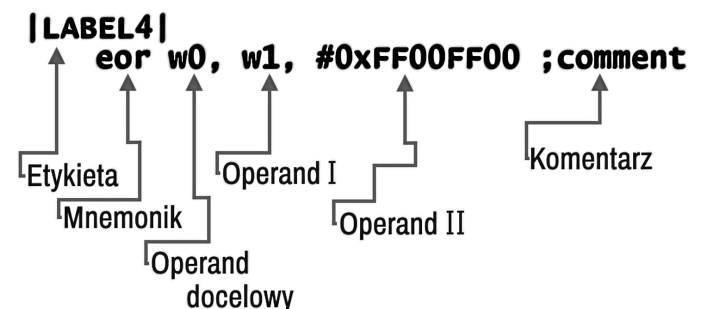 |LABEL4|
eor w0, w1, #0xFF00FF00 ;comment
Etykieta
Mnemonik
Operand
docelowy
Operand I
Operand II
Komentarz